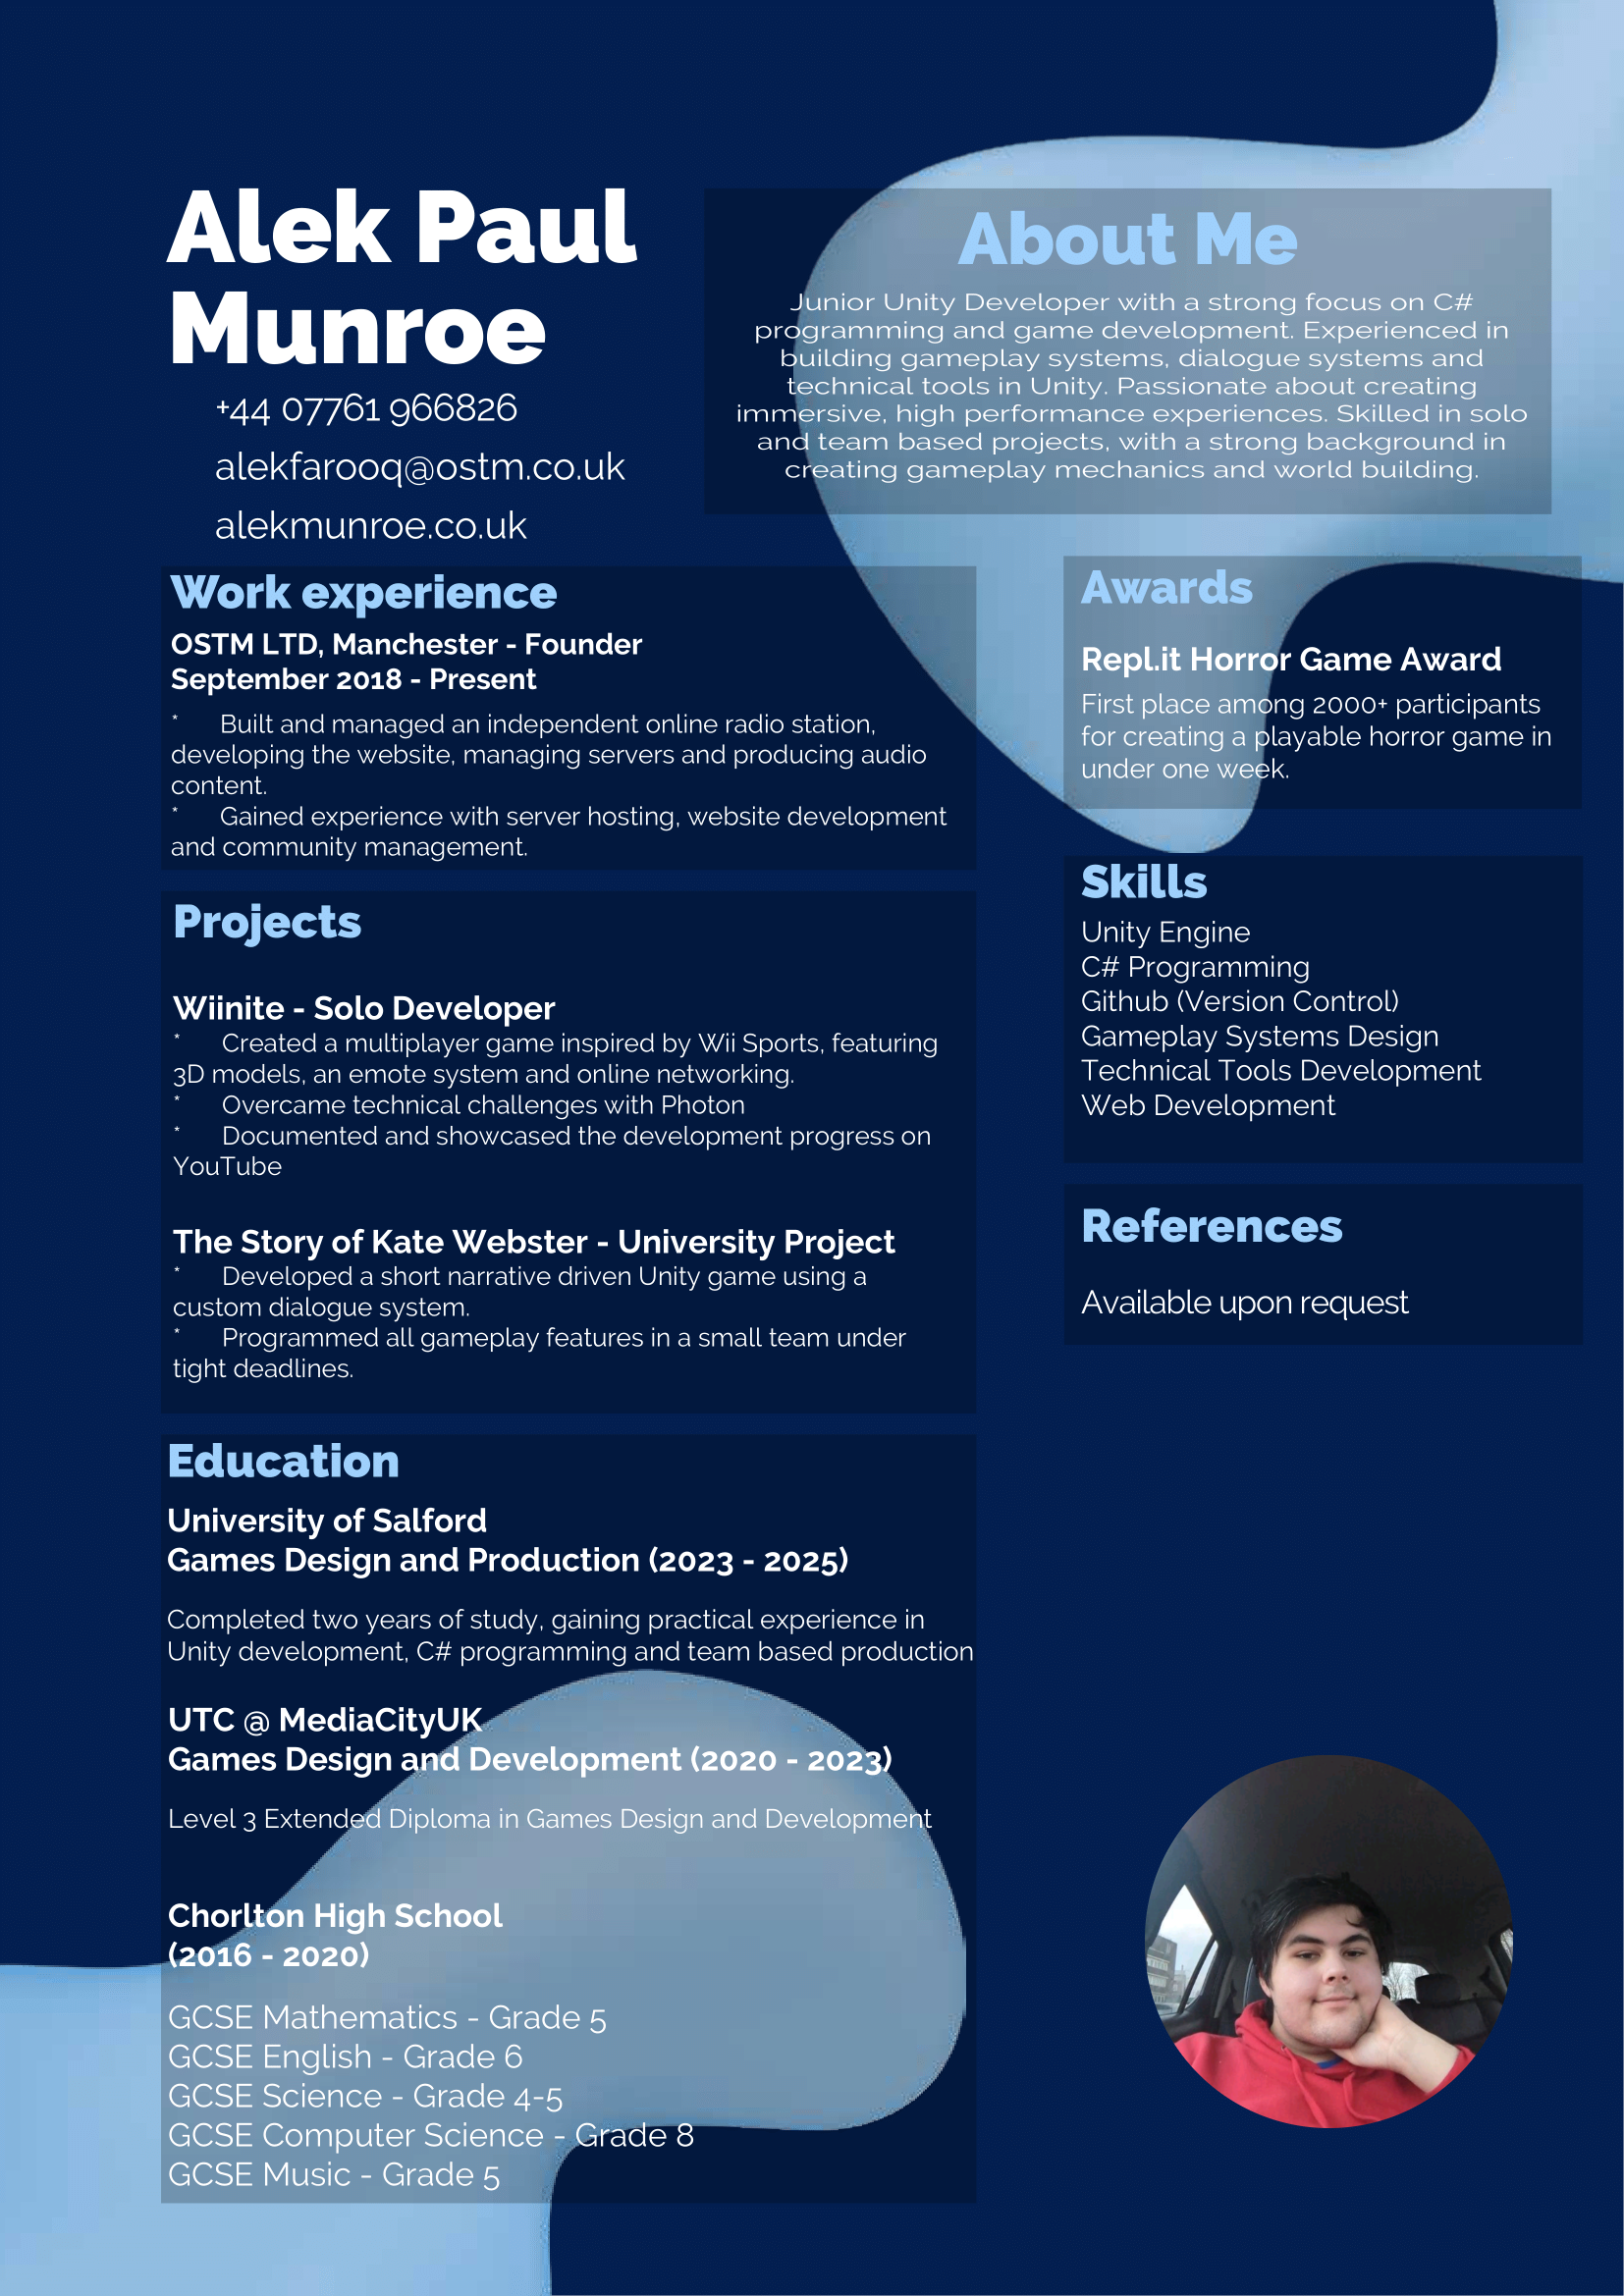 Alek Paul
Munroe
+44 07761 966826
alekfarooq@ostm.co.uk
alekmunroe.co.uk
About Me
Junior Unity Developer with a strong focus on C#
programming and game development. Experienced in
building gameplay systems, dialogue systems and
technical tools in Unity. Passionate about creating
immersive, high performance experiences. Skilled in solo
and team based projects, with a strong background in
creating gameplay mechanics and world building.
Work experience
OSTM LTD, Manchester - Founder
September 2018 - Present
* Built and managed an independent online radio station,
developing the website, managing servers and producing audio
content.
* Gained experience with server hosting, website development
and community management.
Projects
Wiinite - Solo Developer
* Created a multiplayer game inspired by Wii Sports, featuring
3D models, an emote system and online networking.
* Overcame technical challenges with Photon
* Documented and showcased the development progress on
YouTube
The Story of Kate Webster - University Project
* Developed a short narrative driven Unity game using a
custom dialogue system.
* Programmed all gameplay features in a small team under
tight deadlines.
Education
University of Salford
Games Design and Production (2023 - 2025)
Completed two years of study, gaining practical experience in
Unity development, C# programming and team based production
UTC @ MediaCityUK
Games Design and Development (2020 - 2023)
Level 3 Extended Diploma in Games Design and Development
Chorlton High School
(2016 - 2020)
GCSE Mathematics - Grade 5
GCSE English - Grade 6
GCSE Science - Grade 4-5
GCSE Computer Science - Grade 8
GCSE Music - Grade 5
Awards
Repl.it Horror Game Award
First place among 2000+ participants
for creating a playable horror game in
under one week.
Skills
Unity Engine
C# Programming
Github (Version Control)
Gameplay Systems Design
Technical Tools Development
Web Development
References
Available upon request